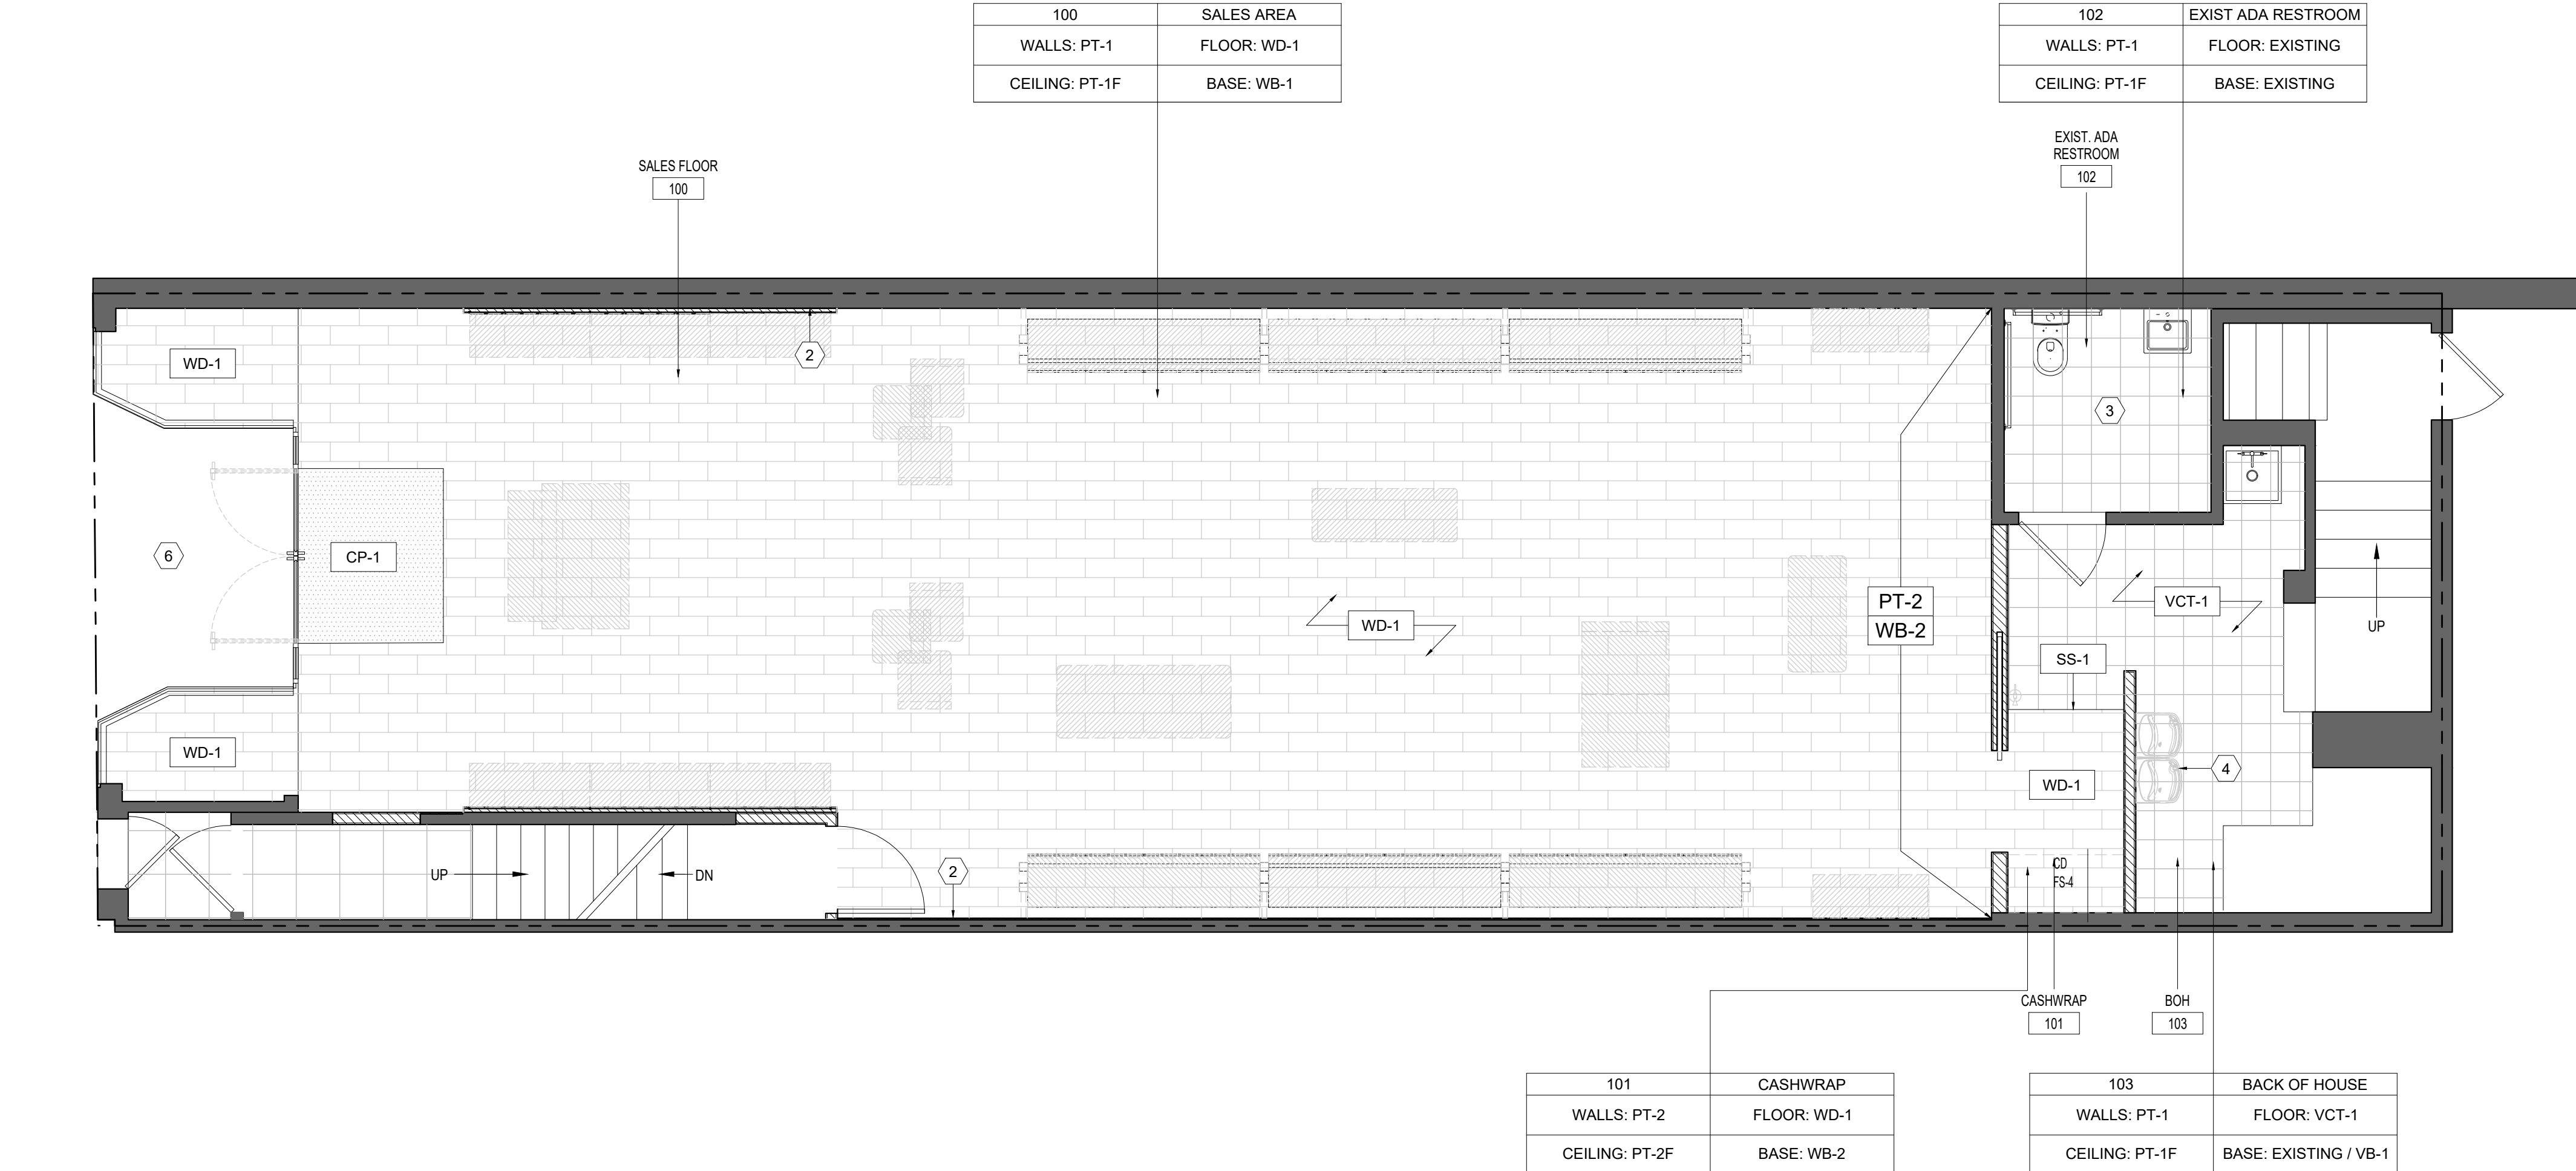 100 SALES AREA
WALLS: PT-1 FLOOR: WD-1
CEILING: PT-1F BASE: WB-1
102 EXIST ADA RESTROOM
WALLS: PT-1 FLOOR: EXISTING
CEILING: PT-1F BASE: EXISTING
SALES FLOOR
100
EXIST. ADA
RESTROOM
102
WD-1
2
3
6
CP-1
PT-2
WB-2
WD-1
VCT-1
UP
SS-1
WD-1
WD-1
4
UP
DN
2
CD
FS-4
CASHWRAP
101
BOH
103
101 CASHWRAP
WALLS: PT-2 FLOOR: WD-1
CEILING: PT-2F BASE: WB-2
103 BACK OF HOUSE
WALLS: PT-1 FLOOR: VCT-1
CEILING: PT-1F BASE: EXISTING / VB-1